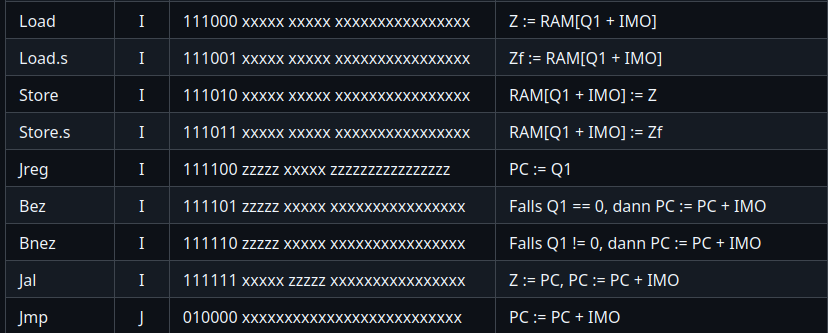 Load I 111000 xxxxx xxxxx xxxxxxxxxxxxxxxx Z := RAM[Q1 + IMO]
Load.s I 111001 xxxxx xxxxx xxxxxxxxxxxxxxxx Zf := RAM[Q1 + IMO]
Store I 111010 xxxxx xxxxx xxxxxxxxxxxxxxxx RAM[Q1 + IMO] := Z
Store.s I 111011 xxxxx xxxxx xxxxxxxxxxxxxxxx RAM[Q1 + IMO] := Zf
Jreg I 111100 zzzzz xxxxx zzzzzzzzzzzzzzzz PC := Q1
Bez I 111101 zzzzz xxxxx xxxxxxxxxxxxxxxx Falls Q1 == 0, dann PC := PC + IMO
Bnez I 111110 zzzzz xxxxx xxxxxxxxxxxxxxxx Falls Q1 != 0, dann PC := PC + IMO
Jal I 111111 xxxxx zzzzz xxxxxxxxxxxxxxxx Z := PC, PC := PC + IMO
Jmp J 010000 xxxxxxxxxxxxxxxxxxxxxxxxxx PC := PC + IMO